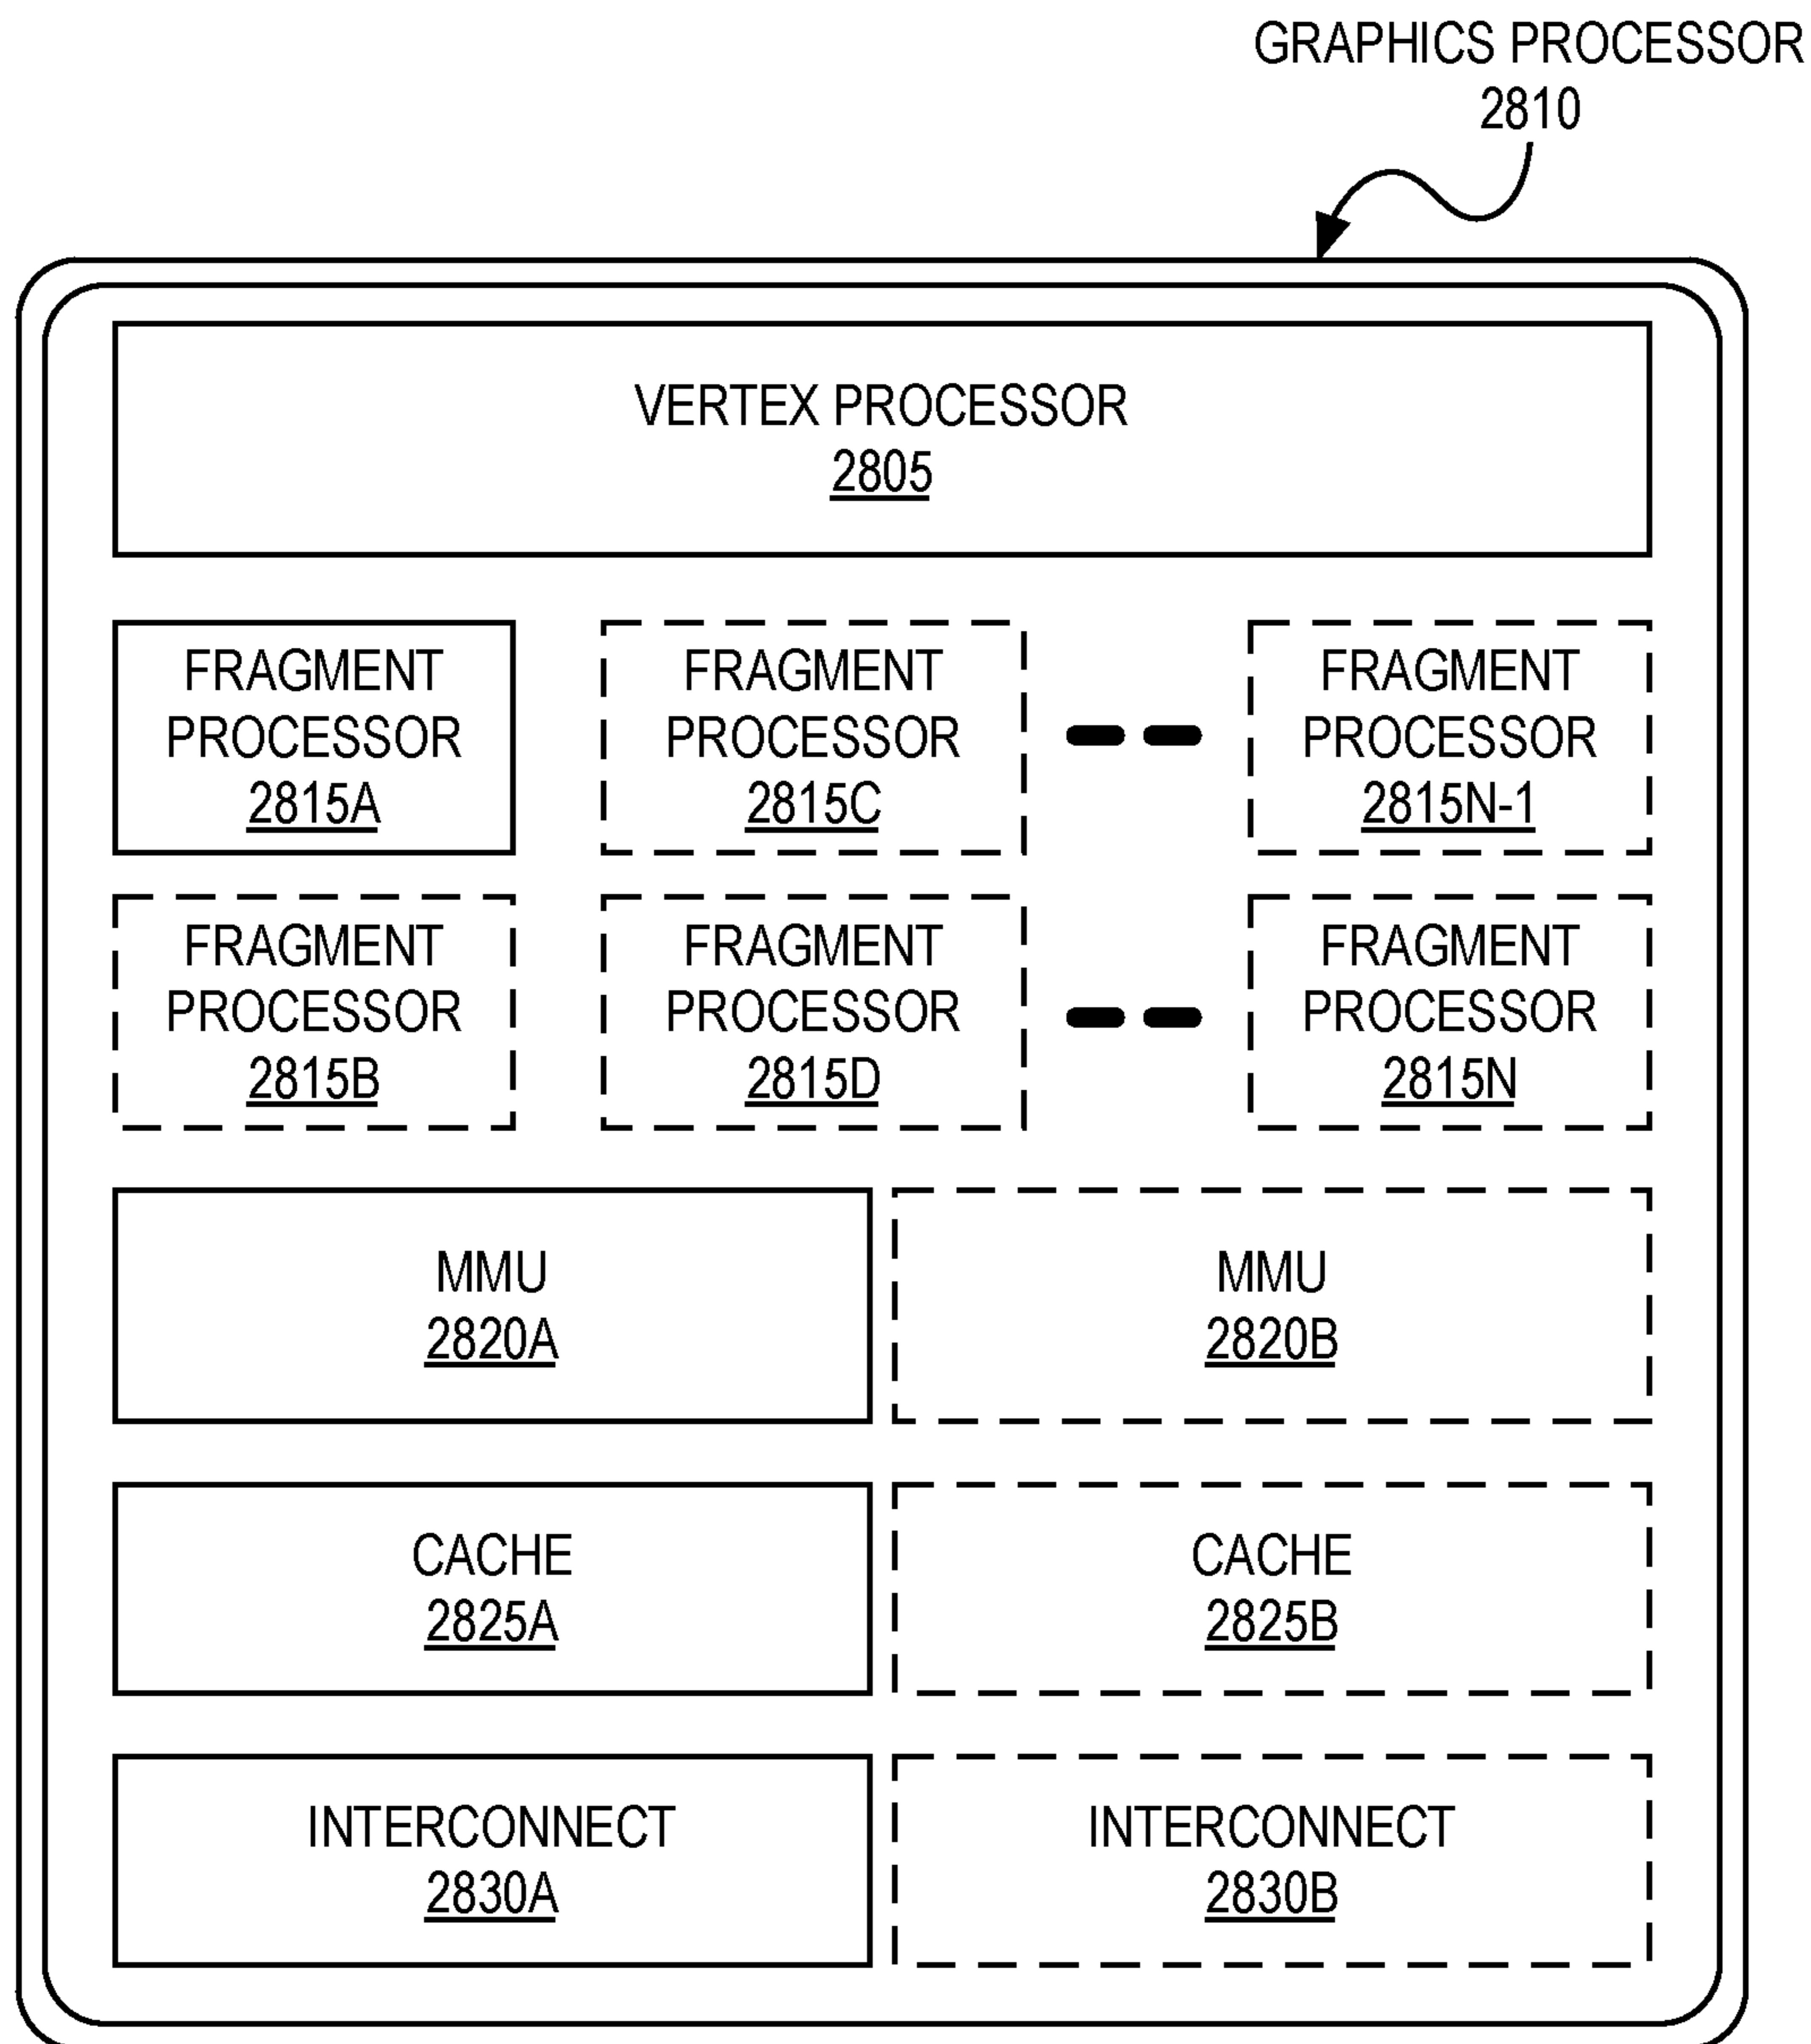 GRAPHICS PROCESSOR
2810
VERTEX PROCESSOR
2805
FRAGMENT
PROCESSOR
2815A
FRAGMENT
PROCESSOR
2815C
FRAGMENT
PROCESSOR
2815N-1
FRAGMENT
PROCESSOR
2815B
FRAGMENT
PROCESSOR
2815D
FRAGMENT
PROCESSOR
2815N
MMU
2820A
MMU
2820B
CACHE
2825A
CACHE
2825B
INTERCONNECT
2830A
INTERCONNECT
2830B